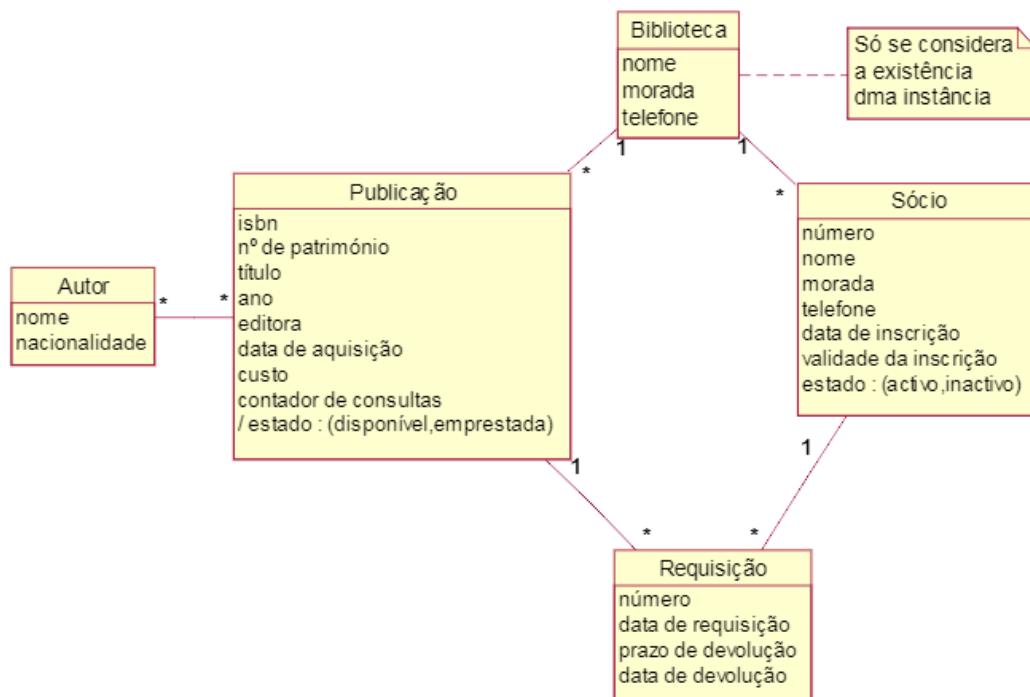 Biblioteca
nome
morada
telefone
Só se considera
a existência
dma instância
1
1
*
*
Publicação
isbn
nº de património
título
ano
editora
data de aquisição
custo
contador de consultas
/ estado : (disponível,emprestada)
Sócio
número
nome
morada
telefone
data de inscrição
validade da inscrição
estado : (activo,inactivo)
Autor
nome
nacionalidade
*
*
1
1
*
*
Requisição
número
data de requisição
prazo de devolução
data de devolução